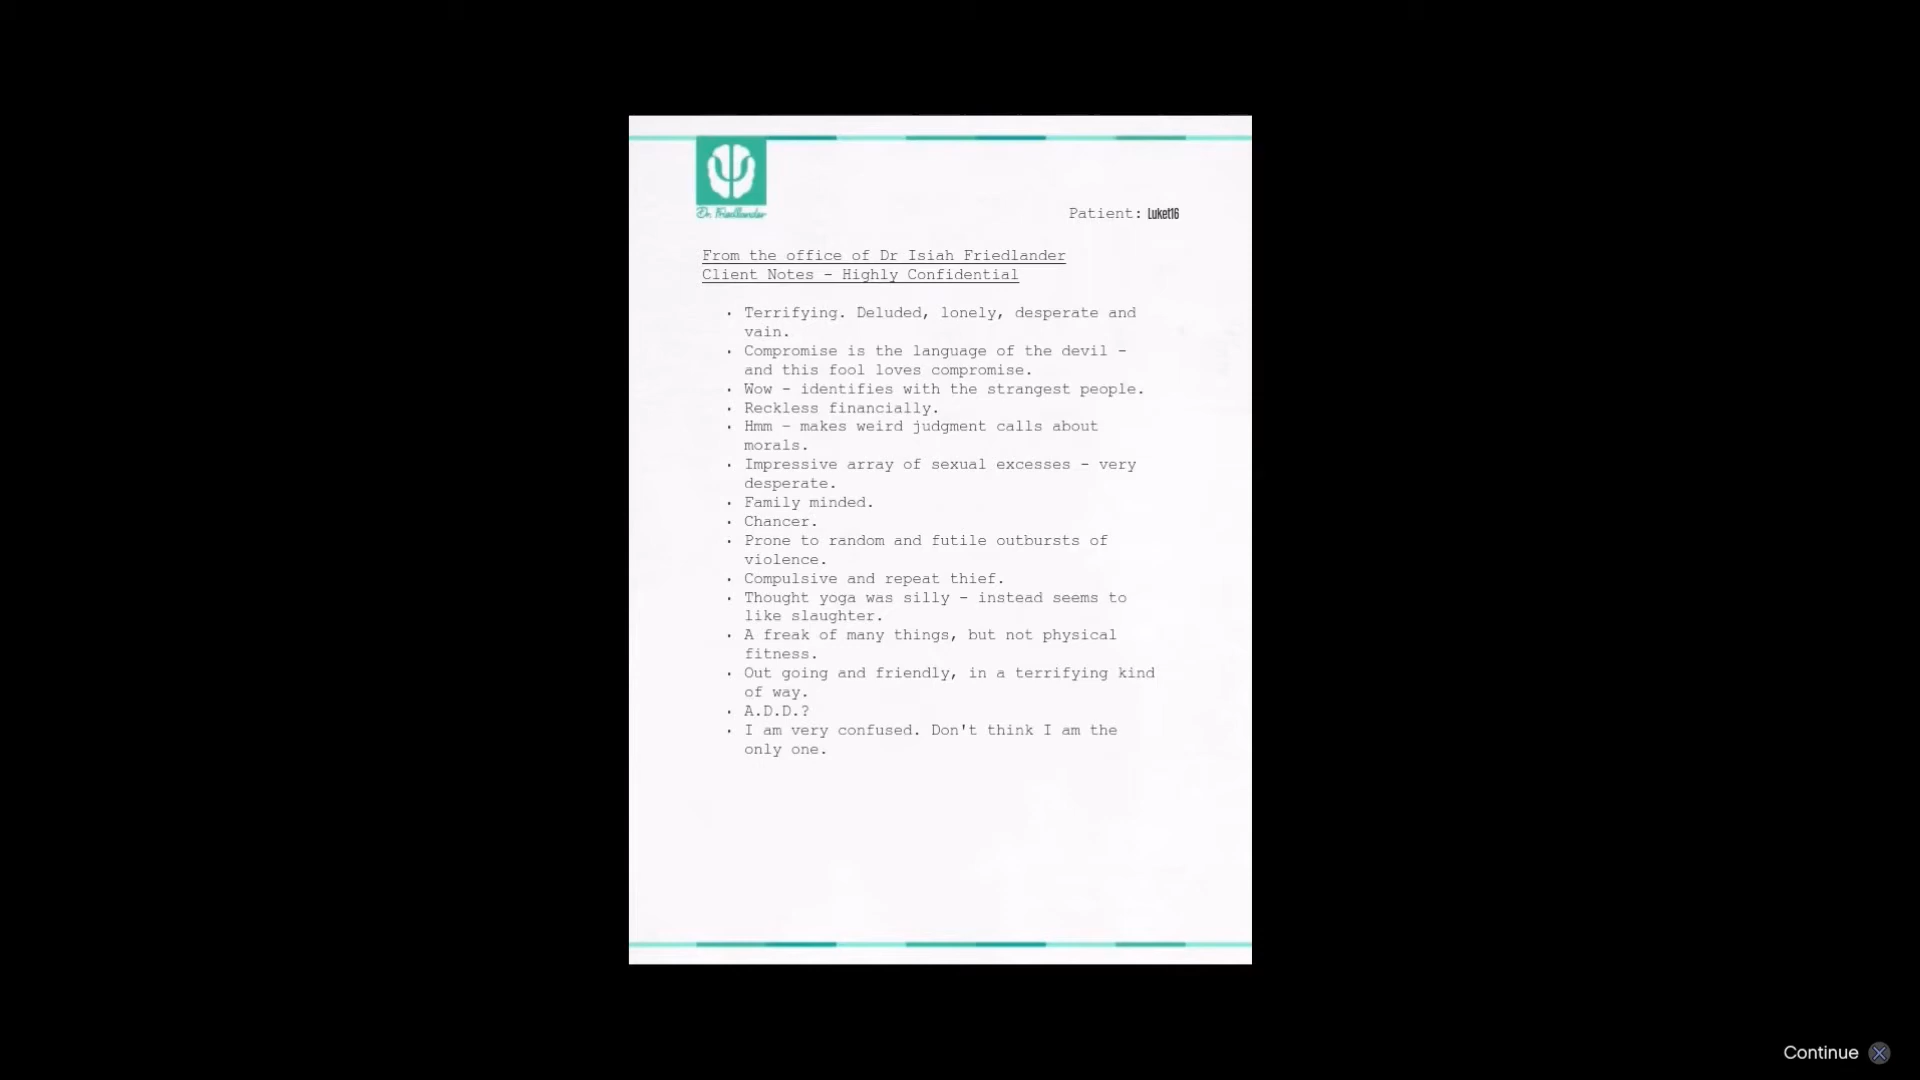 Dr. Friedlander
Patient: Luket16
From the office of Dr Isiah Friedlander
Client Notes - Highly Confidential
• Terrifying. Deluded, lonely, desperate and
vain.
• Compromise is the language of the devil -
and this fool loves compromise.
• Wow - identifies with the strangest people.
• Reckless financially.
• Hmm - makes weird judgment calls about
morals.
• Impressive array of sexual excesses - very
desperate.
• Family minded.
• Chancer.
• Prone to random and futile outbursts of
violence.
• Compulsive and repeat thief.
• Thought yoga was silly - instead seems to
like slaughter.
• A freak of many things, but not physical
fitness.
• Out going and friendly, in a terrifying kind
of way.
• A.D.D.?
• I am very confused. Don't think I am the
only one.
Continue